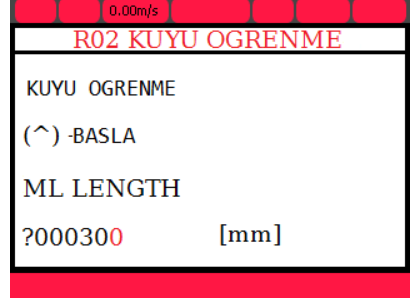 0.00m/s
R02 KUYU OGRENME
KUYU OGRENME
(^) -BASLA
ML LENGTH
?000300 [mm]